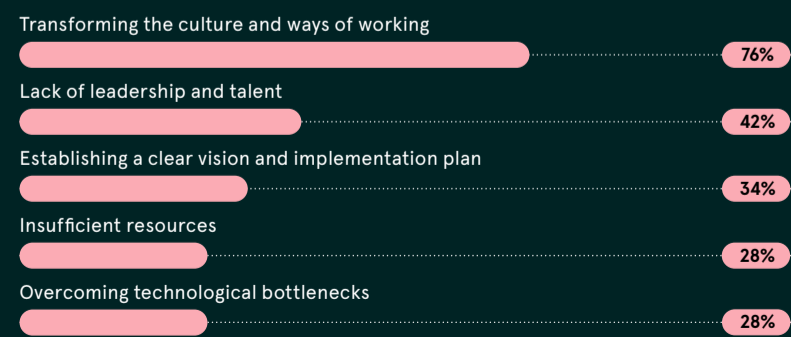 Transforming the culture and ways of working
76%
Lack of leadership and talent
42%
Establishing a clear vision and implementation plan
34%
Insufficient resources
28%
Overcoming technological bottlenecks
28%